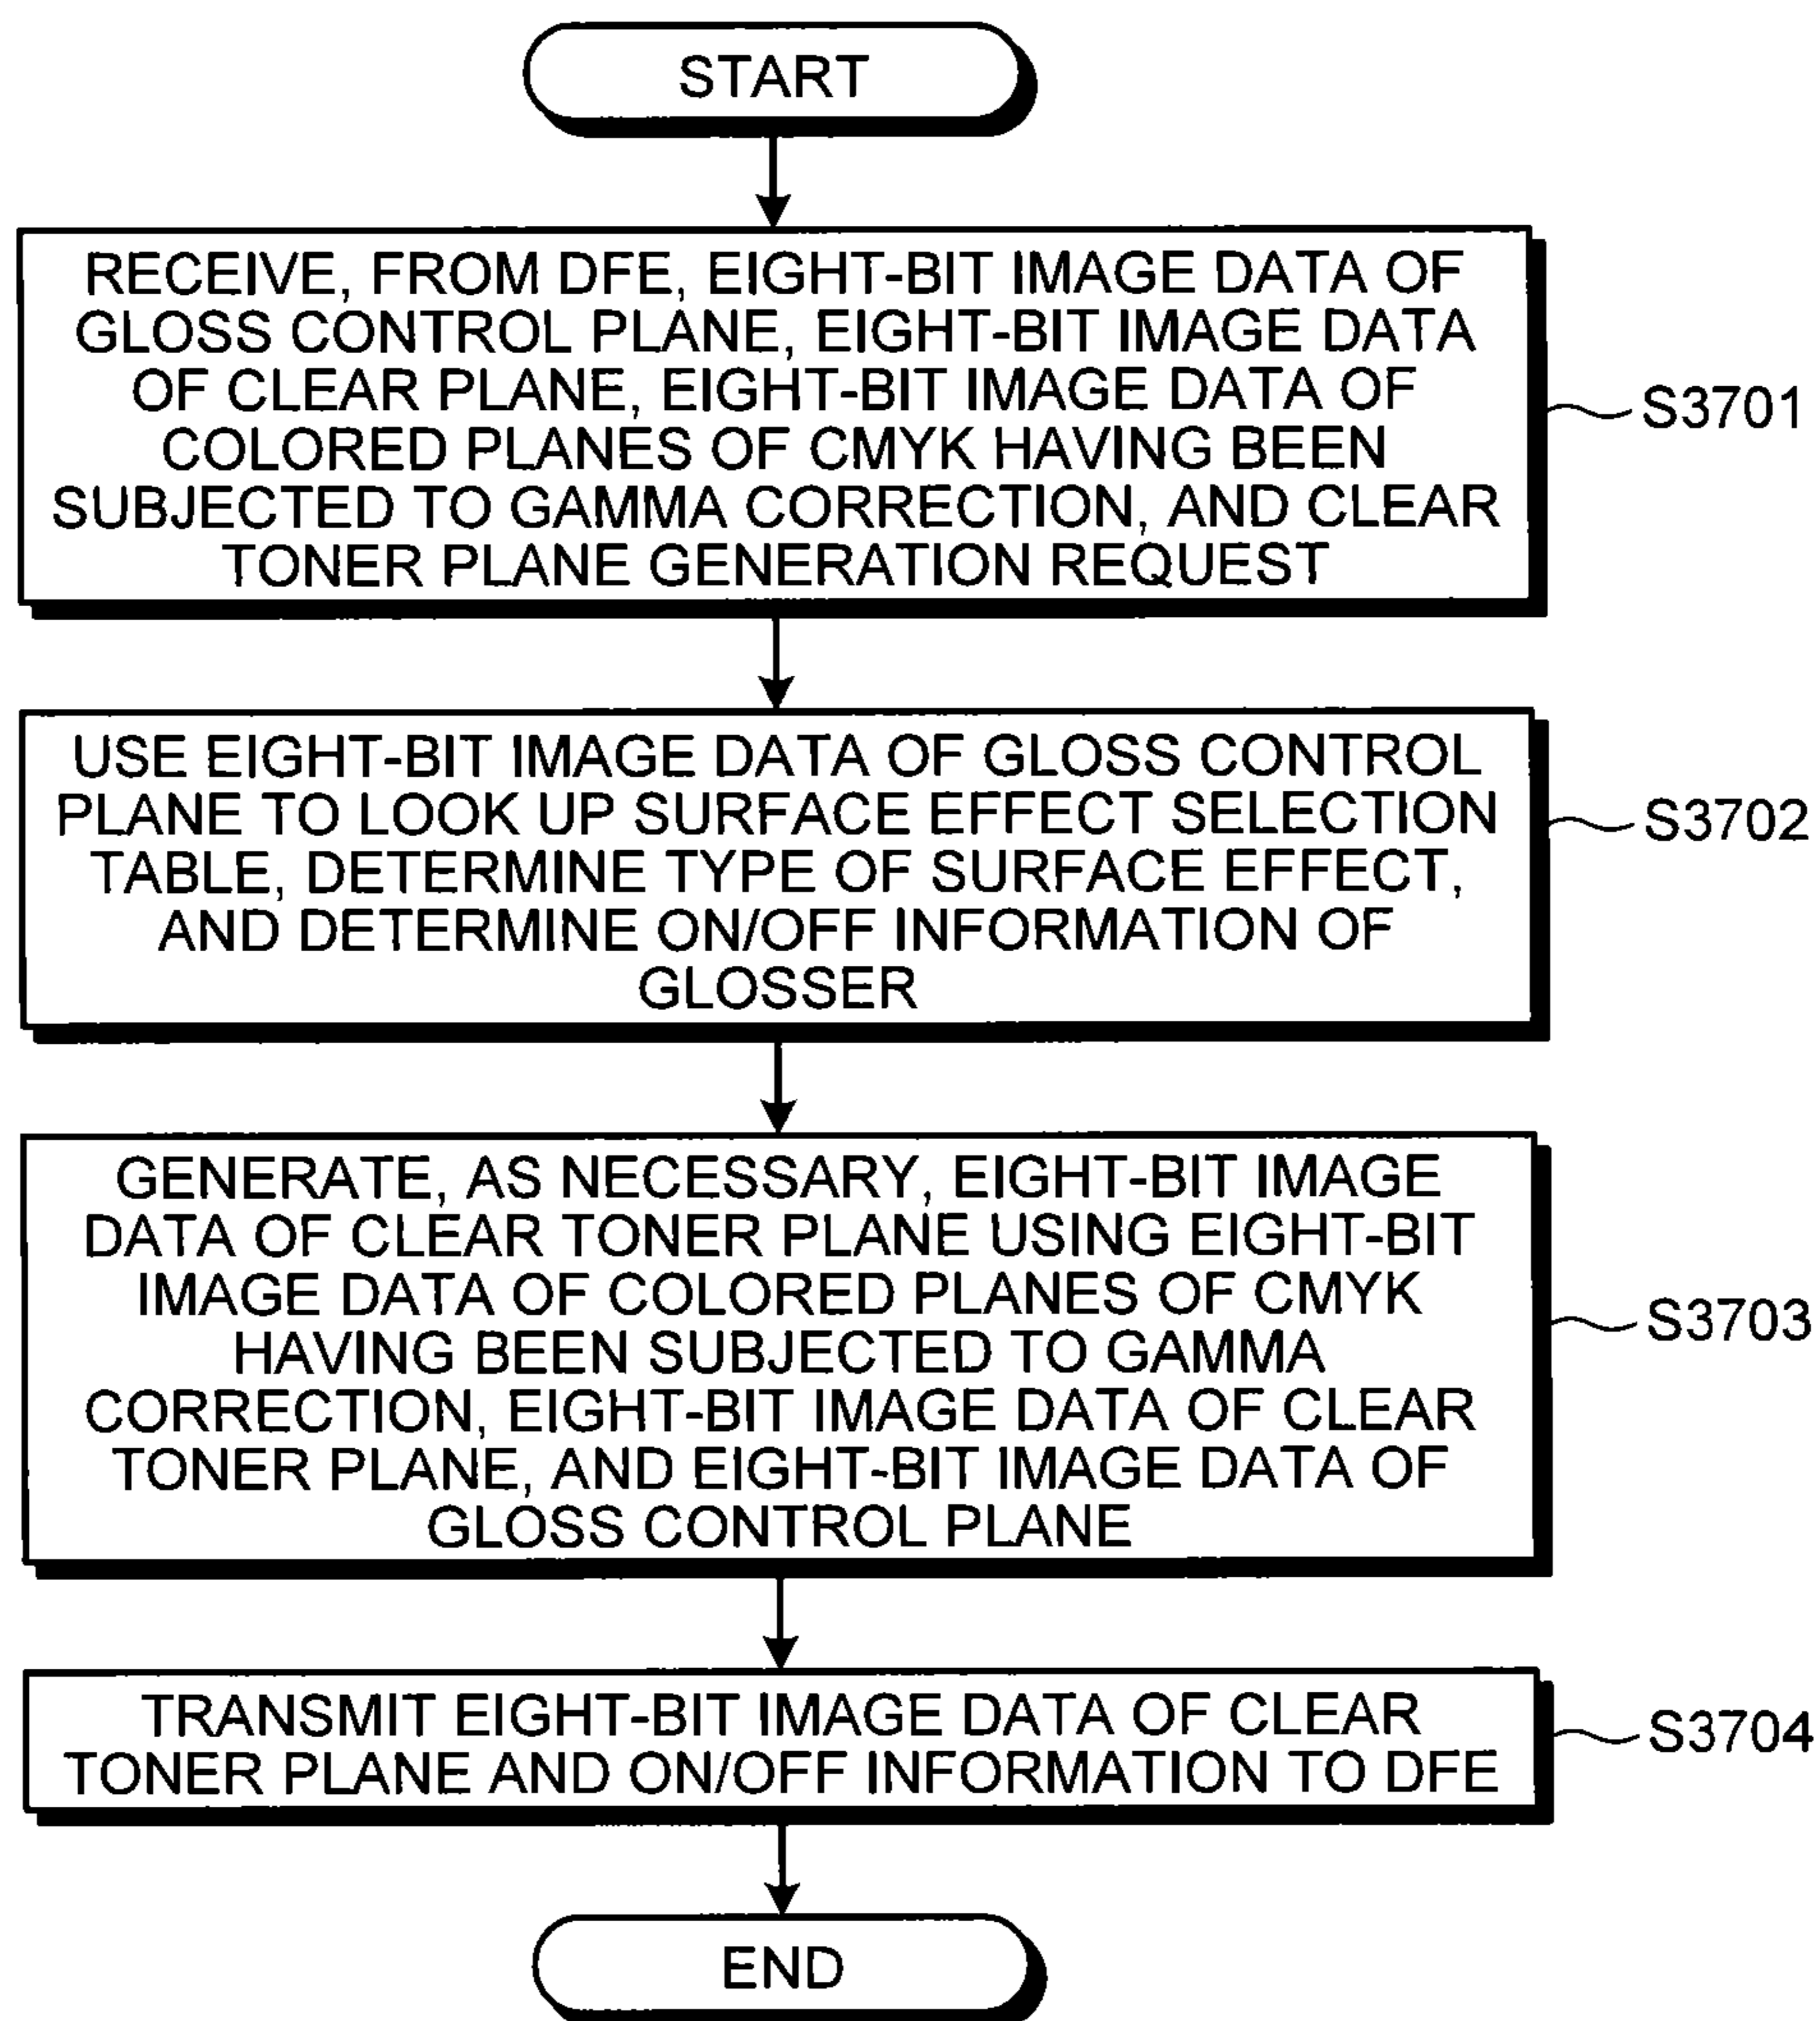 START
RECEIVE, FROM DFE, EIGHT-BIT IMAGE DATA OF
GLOSS CONTROL PLANE, EIGHT-BIT IMAGE DATA
OF CLEAR PLANE, EIGHT-BIT IMAGE DATA OF
COLORED PLANES OF CMYK HAVING BEEN
SUBJECTED TO GAMMA CORRECTION, AND CLEAR
TONER PLANE GENERATION REQUEST
S3701
USE EIGHT-BIT IMAGE DATA OF GLOSS CONTROL
PLANE TO LOOK UP SURFACE EFFECT SELECTION
TABLE, DETERMINE TYPE OF SURFACE EFFECT,
AND DETERMINE ON/OFF INFORMATION OF
GLOSSER
S3702
GENERATE, AS NECESSARY, EIGHT-BIT IMAGE
DATA OF CLEAR TONER PLANE USING EIGHT-BIT
IMAGE DATA OF COLORED PLANES OF CMYK
HAVING BEEN SUBJECTED TO GAMMA
CORRECTION, EIGHT-BIT IMAGE DATA OF CLEAR
TONER PLANE, AND EIGHT-BIT IMAGE DATA OF
GLOSS CONTROL PLANE
S3703
TRANSMIT EIGHT-BIT IMAGE DATA OF CLEAR
TONER PLANE AND ON/OFF INFORMATION TO DFE
S3704
END